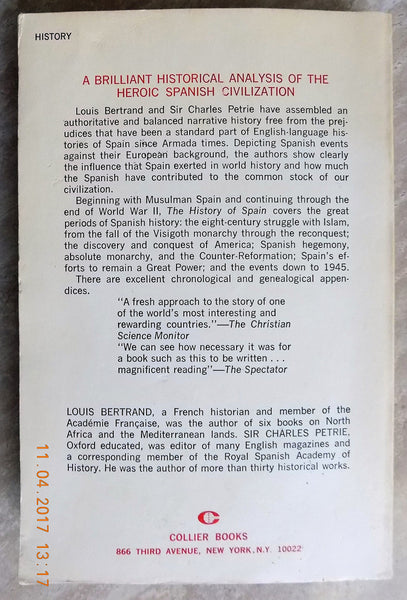 HISTORY
A BRILLIANT HISTORICAL ANALYSIS OF THE
HEROIC SPANISH CIVILIZATION
Louis Bertrand and Sir Charles Petrie have assembled an
authoritative and balanced narrative history free from the prej-
udices that have been a standard part of English-language his-
tories of Spain since Armada times. Depicting Spanish events
against their European background, the authors show clearly
the influence that Spain exerted in world history and how much
the Spanish have contributed to the common stock of our
civilization.
Beginning with Musulman Spain and continuing through the
end of World War II, The History of Spain covers the great
periods of Spanish history: the eight-century struggle with Islam,
from the fall of the Visigoth monarchy through the reconquest;
the discovery and conquest of America; Spanish hegemony,
absolute monarchy, and the Counter-Reformation; Spain's ef-
forts to remain a Great Power; and the events down to 1945.
There are excellent chronological and genealogical appen-
dices.
"A fresh approach to the story of one
of the world's most interesting and
rewarding countries."—The Christian
Science Monitor
"We can see how necessary it was for
a book such as this to be written . . .
magnificent reading"—The Spectator
LOUIS BERTRAND, a French historian and member of the
Académie Française, was the author of six books on North
Africa and the Mediterranean lands. SIR CHARLES PETRIE,
Oxford educated, was editor of many English magazines and
a corresponding member of the Royal Spanish Academy of
History. He was the author of more than thirty historical works.
COLLIER BOOKS
866 THIRD AVENUE, NEW YORK, N.Y. 10022
11.04.2017 13:17